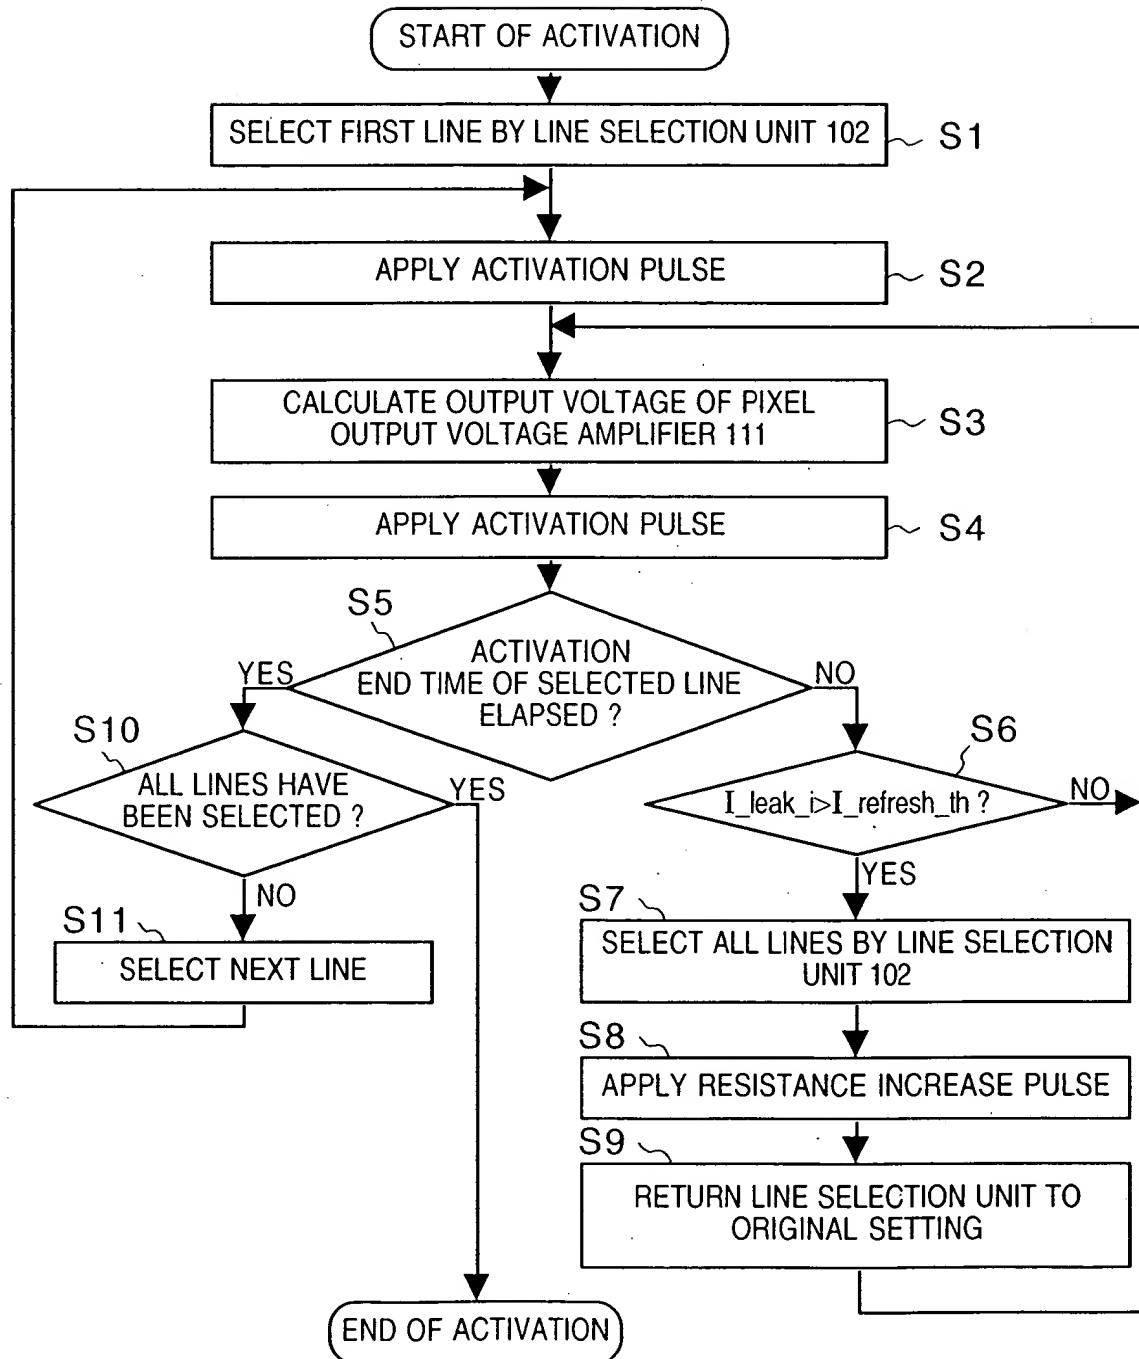 START OF ACTIVATION
SELECT FIRST LINE BY LINE SELECTION UNIT 102
S1
APPLY ACTIVATION PULSE
S2
CALCULATE OUTPUT VOLTAGE OF PIXEL
OUTPUT VOLTAGE AMPLIFIER 111
S3
APPLY ACTIVATION PULSE
S4
S5
ACTIVATION
END TIME OF SELECTED LINE
ELAPSED ?
YES
NO
S10
ALL LINES HAVE
BEEN SELECTED ?
YES
NO
S6
I_leak_i>I_refresh_th ?
NO
YES
S11
SELECT NEXT LINE
S7
SELECT ALL LINES BY LINE SELECTION
UNIT 102
S8
APPLY RESISTANCE INCREASE PULSE
S9
RETURN LINE SELECTION UNIT TO
ORIGINAL SETTING
END OF ACTIVATION